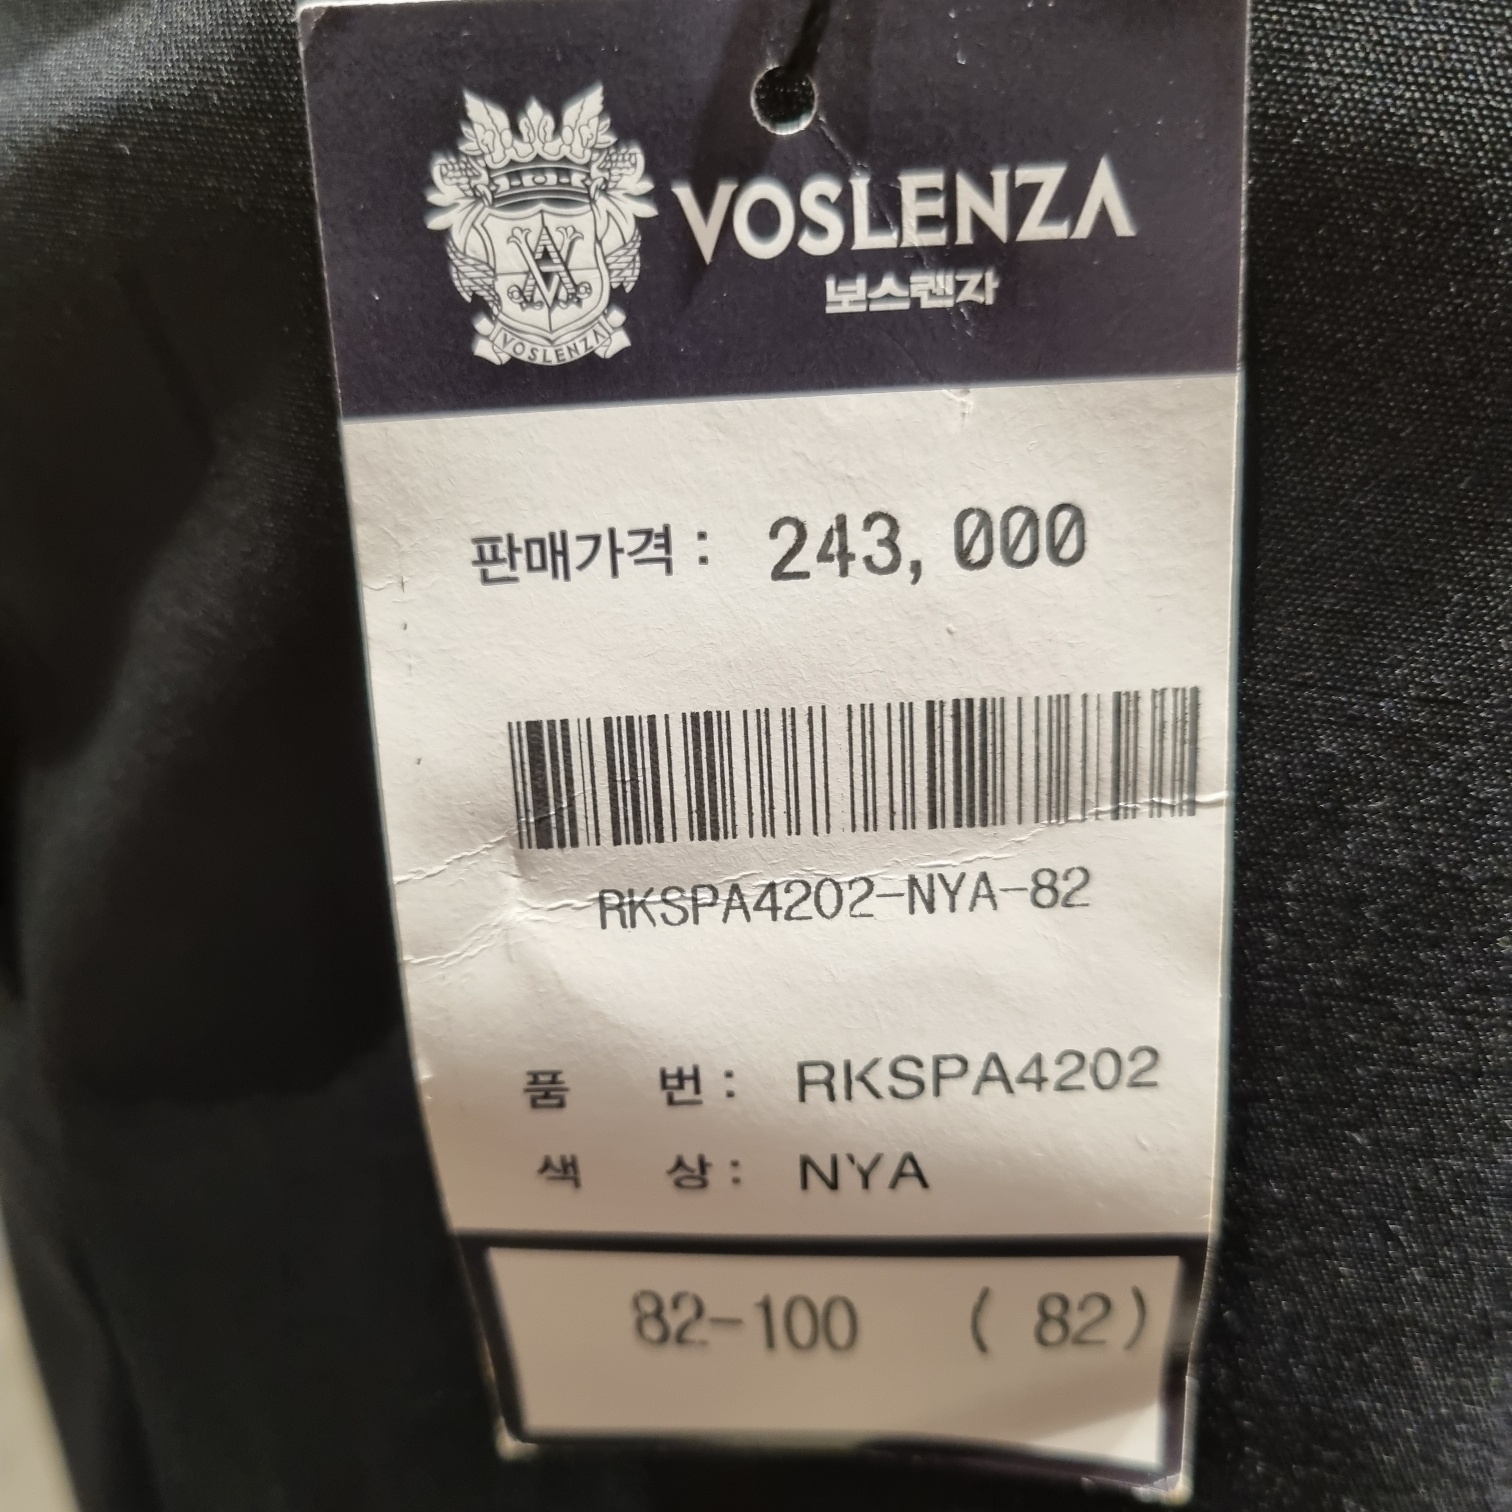 VOSLENZA
보스렌자
VOSLENZA
판매가격 : 243,000
RKSPA4202-NYA-82
품 번 : RKSPA4202
색 상 : NYA
82-100 ( 82)